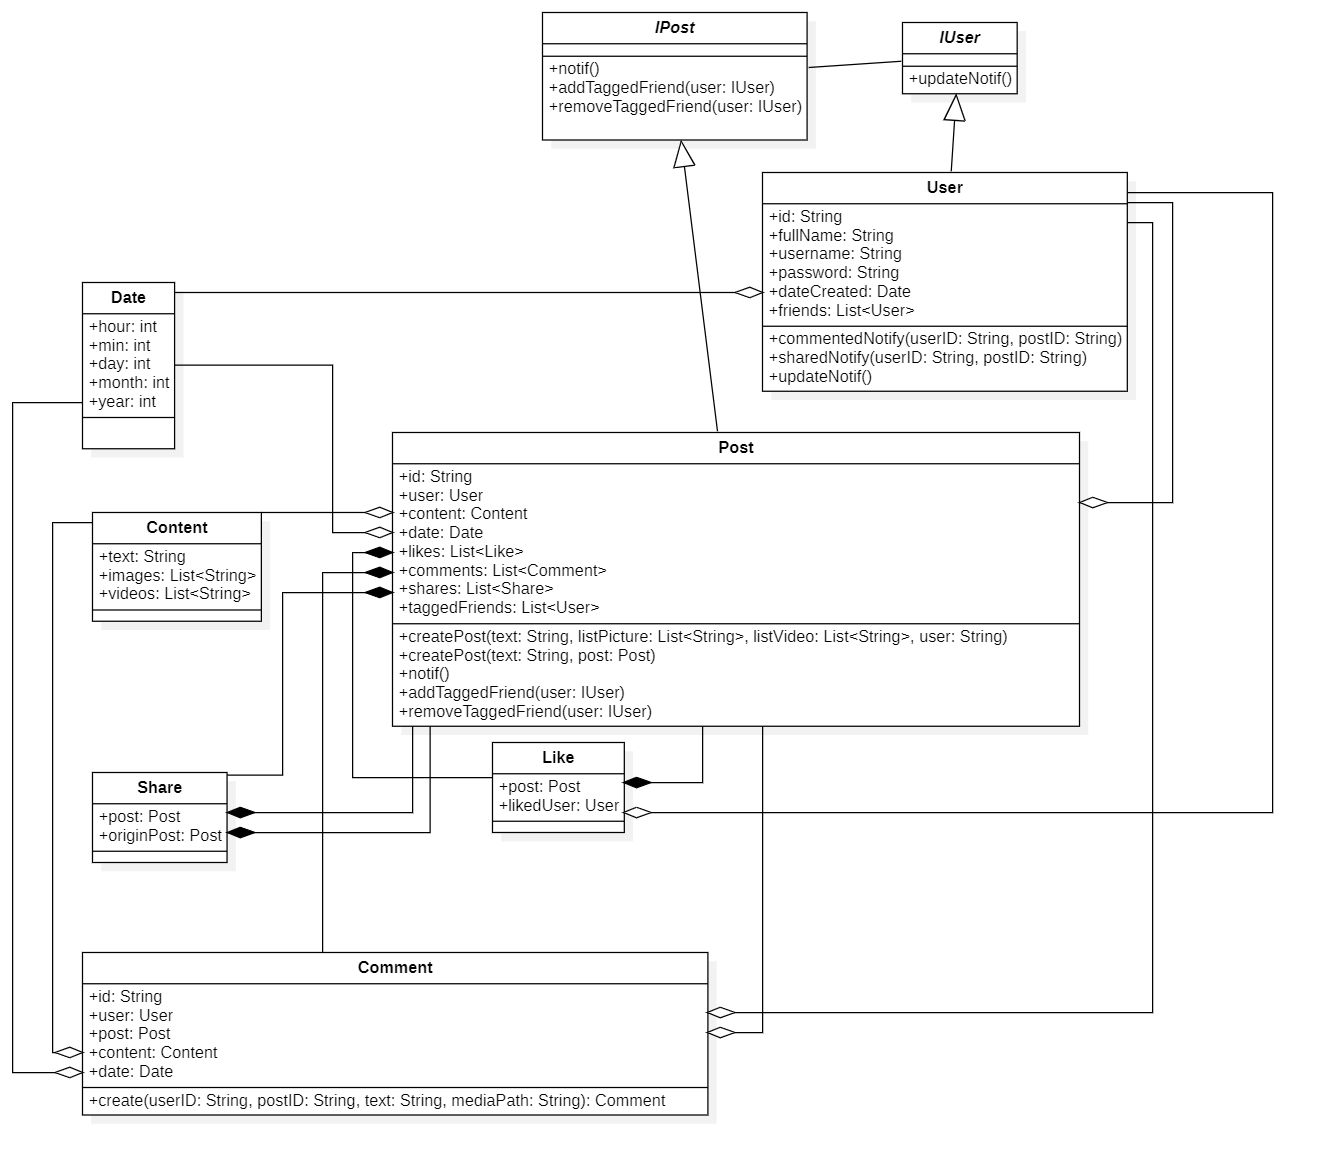 IPost
+notif()
+addTaggedFriend(user: IUser)
+removeTaggedFriend(user: IUser)
IUser
+updateNotif()
User
+id: String
+fullName: String
+username: String
+password: String
+dateCreated: Date
+friends: List<User>
+commentedNotify(userID: String, postID: String)
+sharedNotify(userID: String, postID: String)
+updateNotif()
Date
+hour: int
+min: int
+day: int
+month: int
+year: int
Post
+id: String
+user: User
+content: Content
+date: Date
+likes: List<Like>
+comments: List<Comment>
+shares: List<Share>
+taggedFriends: List<User>
+createPost(text: String, listPicture: List<String>, listVideo: List<String>, user: String)
+createPost(text: String, post: Post)
+notif()
+addTaggedFriend(user: IUser)
+removeTaggedFriend(user: IUser)
Content
+text: String
+images: List<String>
+videos: List<String>
Like
+post: Post
+likedUser: User
Share
+post: Post
+originPost: Post
Comment
+id: String
+user: User
+post: Post
+content: Content
+date: Date
+create(userID: String, postID: String, text: String, mediaPath: String): Comment